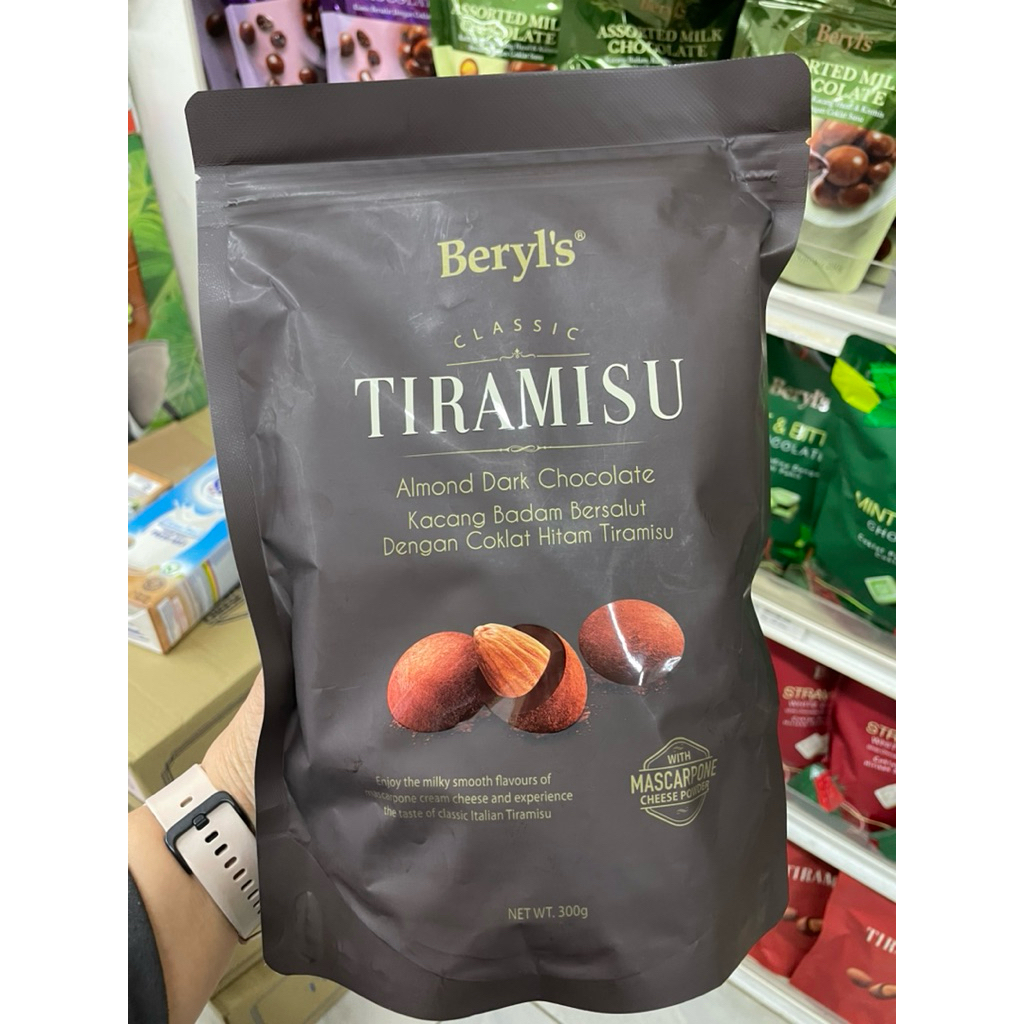 ASSORTED MILK
CHOCOLATE
Beryl's
ASSORTED MILK
CHOCOLATE
Beryl's
Beryl's®
CLASSIC
TIRAMISU
Almond Dark Chocolate
Kacang Badam Bersalut
Dengan Coklat Hitam Tiramisu
Enjoy the milky smooth flavours of
mascarpone cream cheese and experience
the taste of classic Italian Tiramisu
WITH
MASCARPONE
CHEESE POWDER
NET WT. 300g
Beryl's
MINT